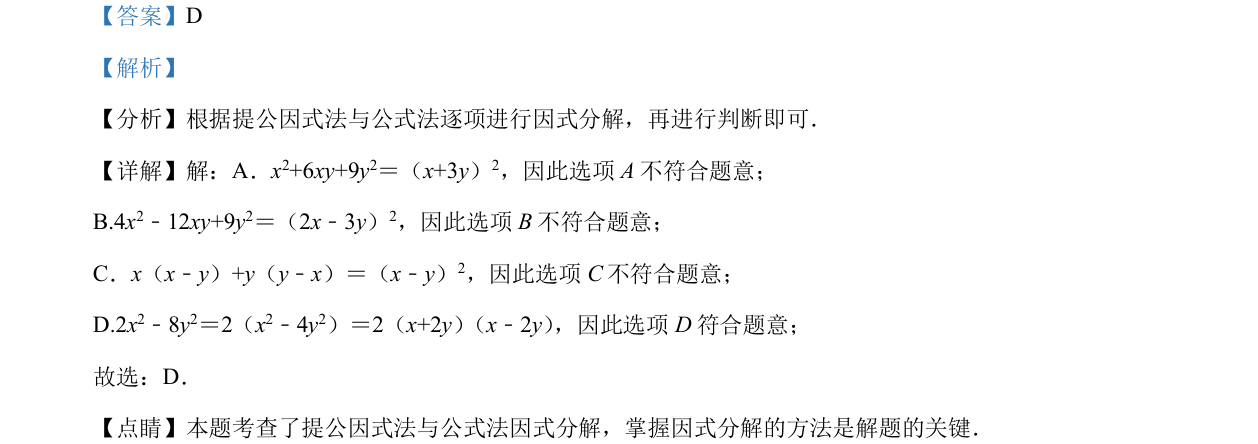 【答案】D
【解析】
【分析】根据提公因式法与公式法逐项进行因式分解，再进行判断即可．
【详解】解：A．x²+6xy+9y²＝（x+3y）²，因此选项 A 不符合题意；
B.4x²﹣12xy+9y²＝（2x﹣3y）²，因此选项 B 不符合题意；
C．x（x﹣y）+y（y﹣x）＝（x﹣y）²，因此选项 C 不符合题意；
D.2x²﹣8y²＝2（x²﹣4y²）＝2（x+2y）（x﹣2y），因此选项 D 符合题意；
故选：D．
【点睛】本题考查了提公因式法与公式法因式分解，掌握因式分解的方法是解题的关键．